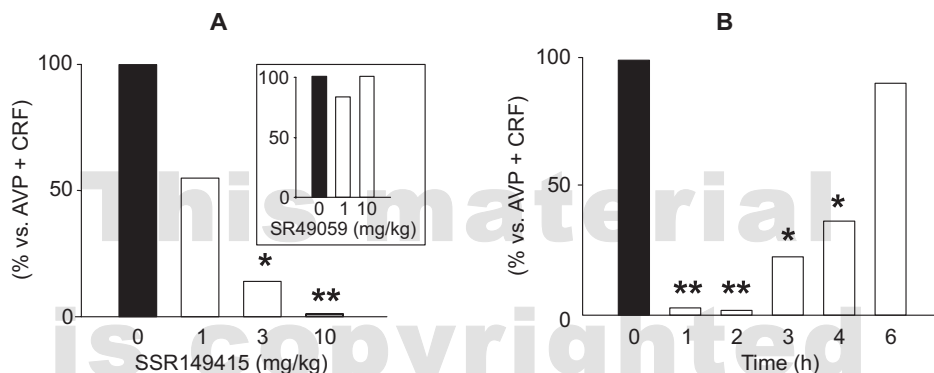 A
B
(% vs. AVP + CRF)
100
50
0
0 1 3 10
SSR149415 (mg/kg)
*
**
100
50
0
0 1 10
SR49059 (mg/kg)
(% vs. AVP + CRF)
100
50
0
0 1 2 3 4 6
Time (h)
** ** * *
This material
is copyrighted